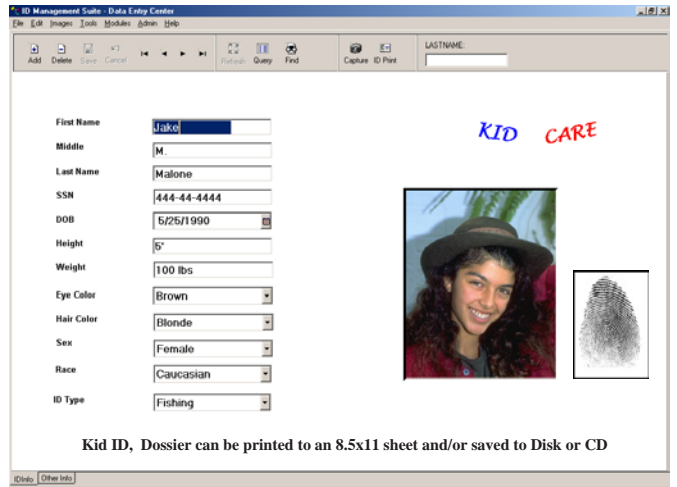 ID Management Suite - Data Entry Center
File Edit Images Tools Modules Admin Help
Add Delete Save Cancel Refresh Query Find Capture ID Print LASTNAME:
KID CARE
First Name Jake
Middle M.
Last Name Malone
SSN 444-44-4444
DOB 5/25/1990
Height 5'
Weight 100 lbs
Eye Color Brown
Hair Color Blonde
Sex Female
Race Caucasian
ID Type Fishing
Kid ID, Dossier can be printed to an 8.5x11 sheet and/or saved to Disk or CD
IDInfo Other Info